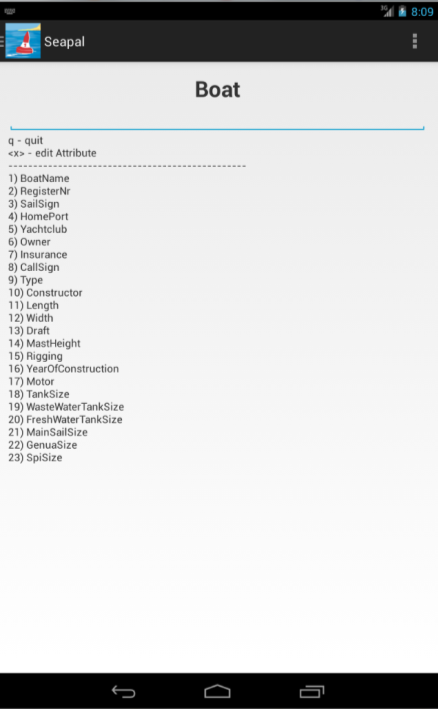 3G 8:09
Seapal
Boat
q - quit
<x> - edit Attribute
------------------------------------------------
1) BoatName
2) RegisterNr
3) SailSign
4) HomePort
5) Yachtclub
6) Owner
7) Insurance
8) CallSign
9) Type
10) Constructor
11) Length
12) Width
13) Draft
14) MastHeight
15) Rigging
16) YearOfConstruction
17) Motor
18) TankSize
19) WasteWaterTankSize
20) FreshWaterTankSize
21) MainSailSize
22) GenuaSize
23) SpiSize